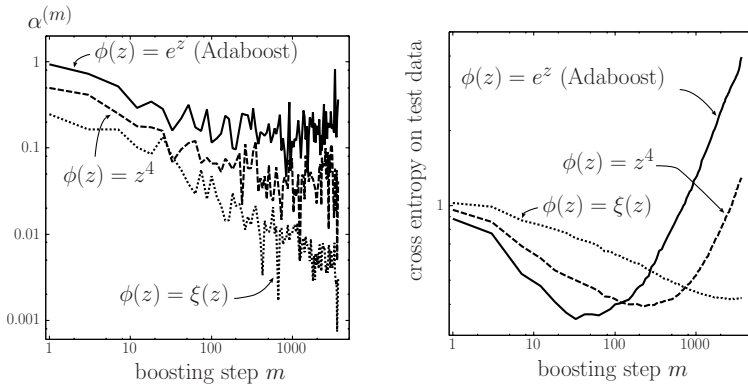 α^(m)
φ(z) = e^z (Adaboost)
φ(z) = z^4
φ(z) = ξ(z)
1
0.1
0.01
0.001
1
10
100
1000
boosting step m
cross entropy on test data
φ(z) = e^z (Adaboost)
φ(z) = z^4
φ(z) = ξ(z)
1
1
10
100
1000
boosting step m